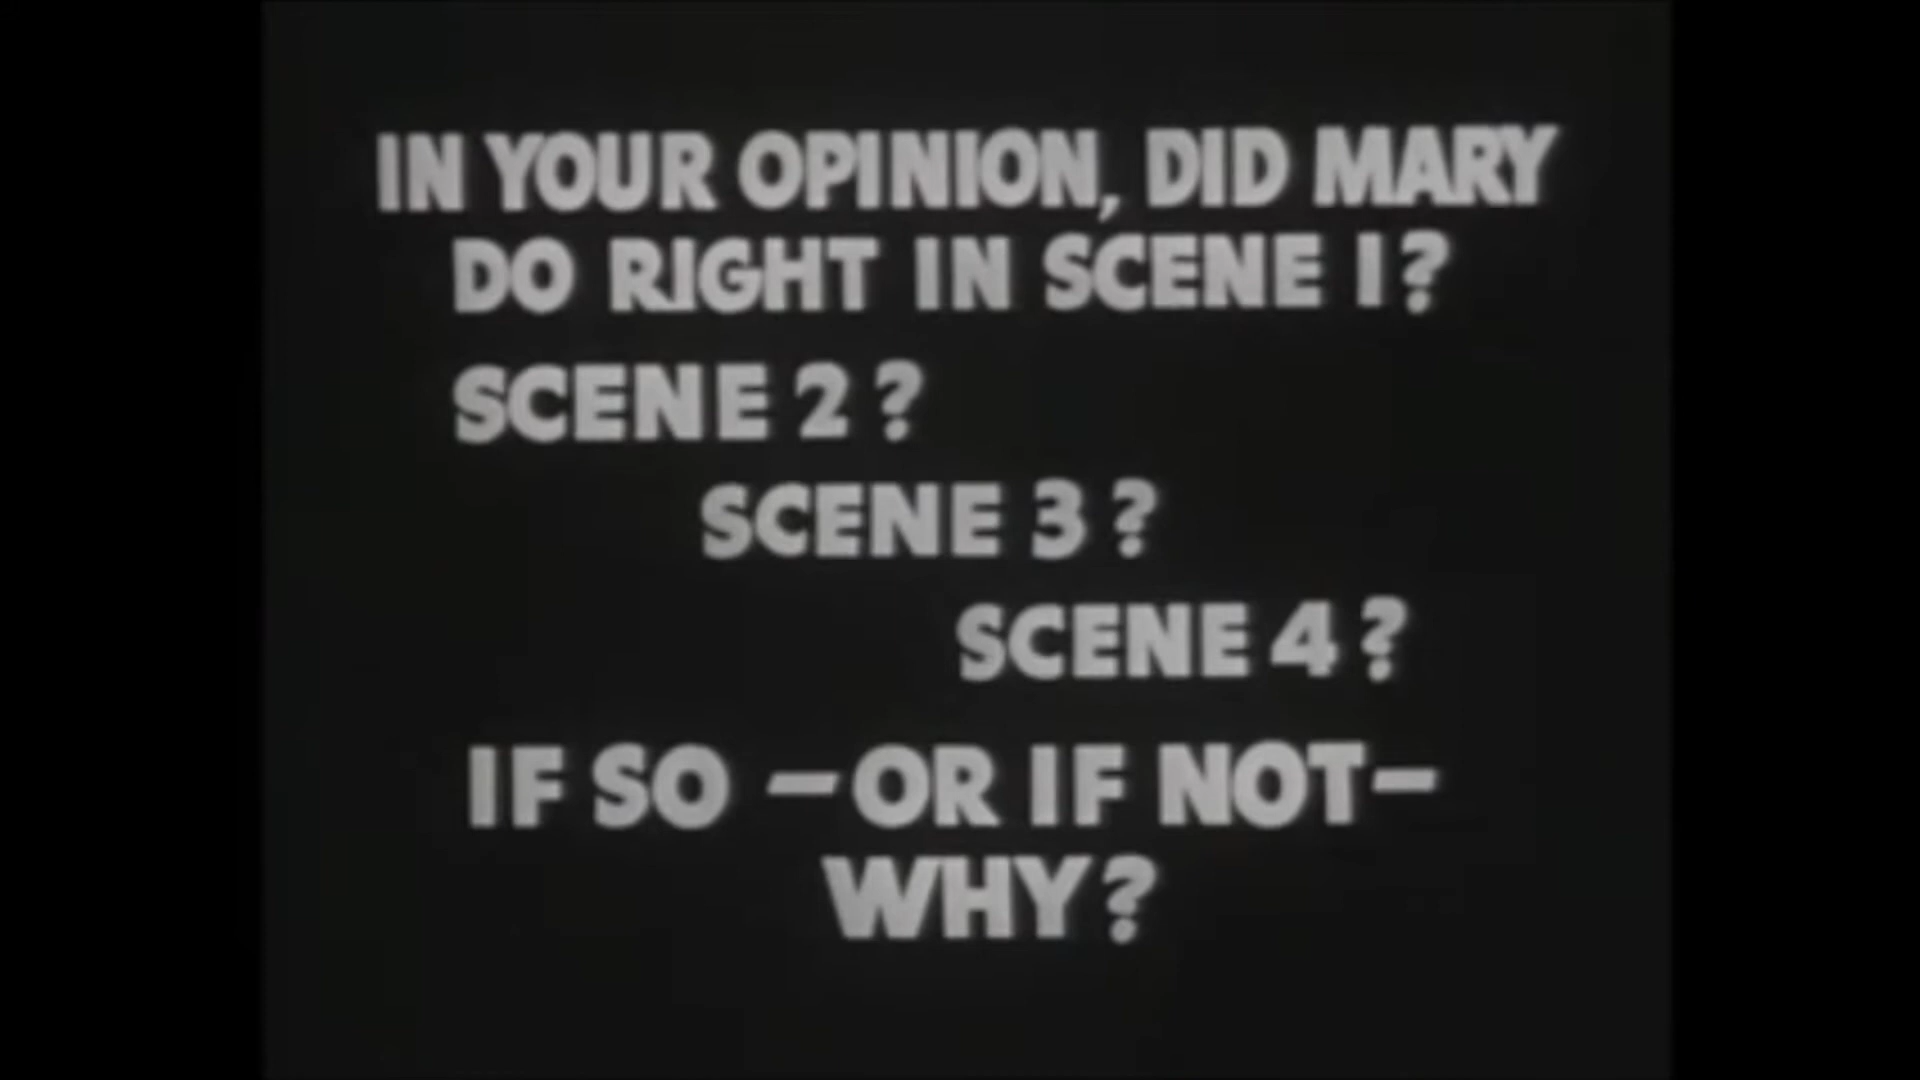 IN YOUR OPINION, DID MARY
DO RIGHT IN SCENE 1?
SCENE 2?
SCENE 3?
SCENE 4?
IF SO — OR IF NOT —
WHY?